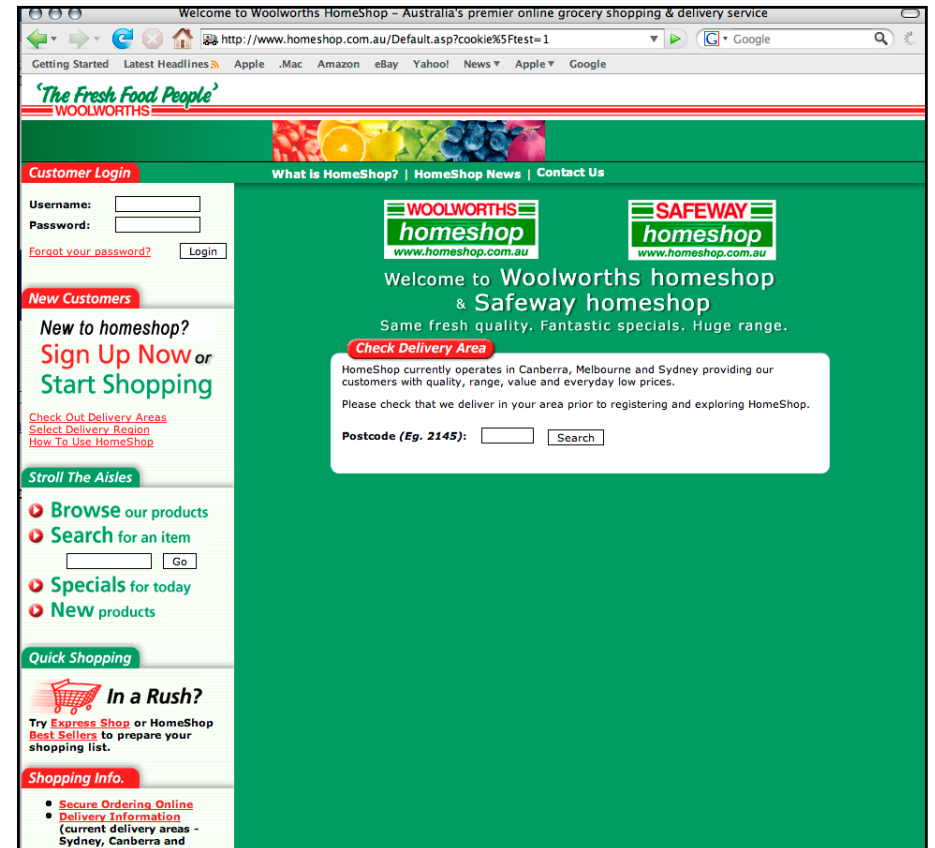 Welcome to Woolworths HomeShop – Australia's premier online grocery shopping & delivery service
http://www.homeshop.com.au/Default.asp?cookie%5Ftest=1
G Google
Getting Started Latest Headlines Apple .Mac Amazon eBay Yahoo! News Apple Google
'The Fresh Food People'
WOOLWORTHS
Customer Login
What is HomeShop? | HomeShop News | Contact Us
Username:
Password:
Forgot your password? Login
WOOLWORTHS
homeshop
www.homeshop.com.au
SAFEWAY
homeshop
www.homeshop.com.au
Welcome to Woolworths homeshop
& Safeway homeshop
Same fresh quality. Fantastic specials. Huge range.
Check Delivery Area
HomeShop currently operates in Canberra, Melbourne and Sydney providing our
customers with quality, range, value and everyday low prices.
Please check that we deliver in your area prior to registering and exploring HomeShop.
Postcode (Eg. 2145): Search
New Customers
New to homeshop?
Sign Up Now or
Start Shopping
Check Out Delivery Areas
Select Delivery Region
How To Use HomeShop
Stroll The Aisles
Browse our products
Search for an item
Go
Specials for today
New products
Quick Shopping
In a Rush?
Try Express Shop or HomeShop
Best Sellers to prepare your
shopping list.
Shopping Info.
Secure Ordering Online
Delivery Information
(current delivery areas –
Sydney, Canberra and